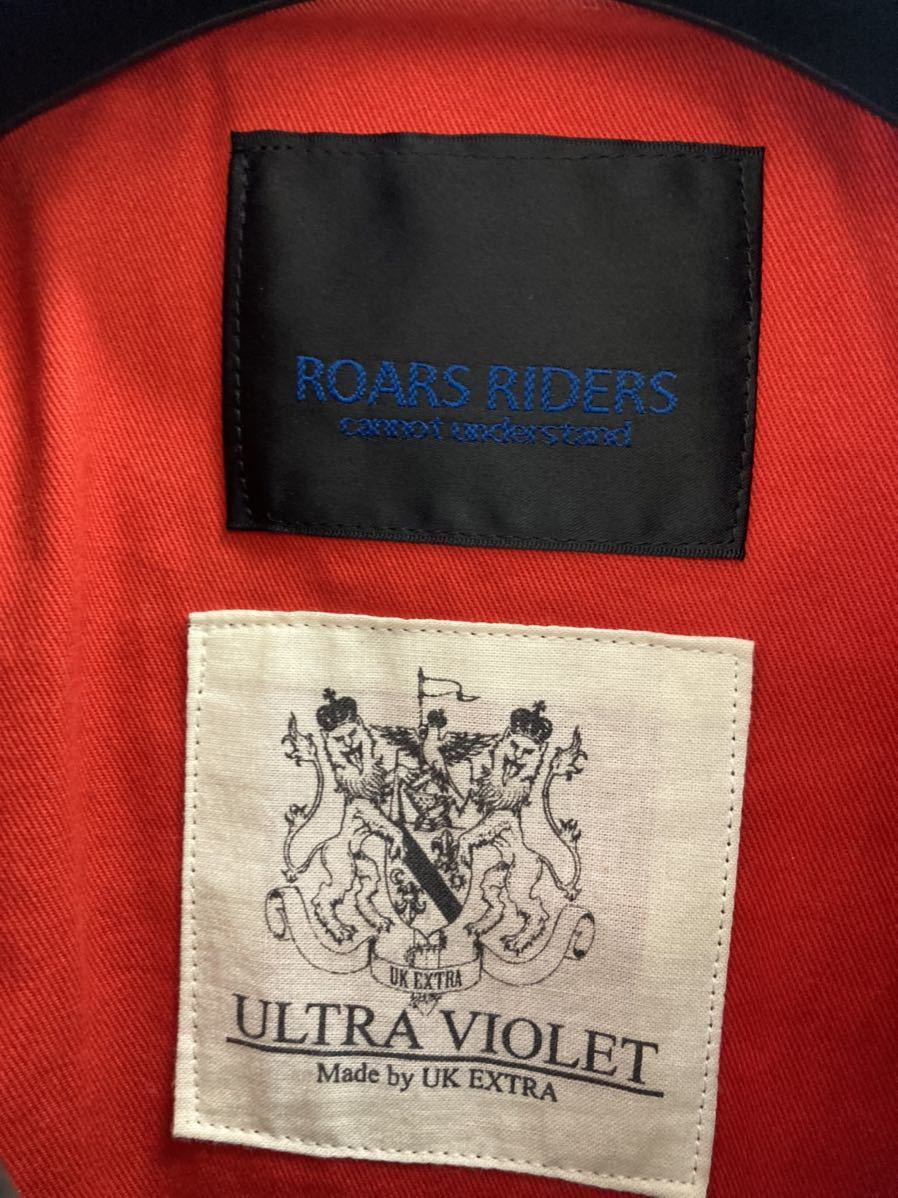 ROARS RIDERS
cannot understand
UK EXTRA
ULTRA VIOLET
Made by UK EXTRA